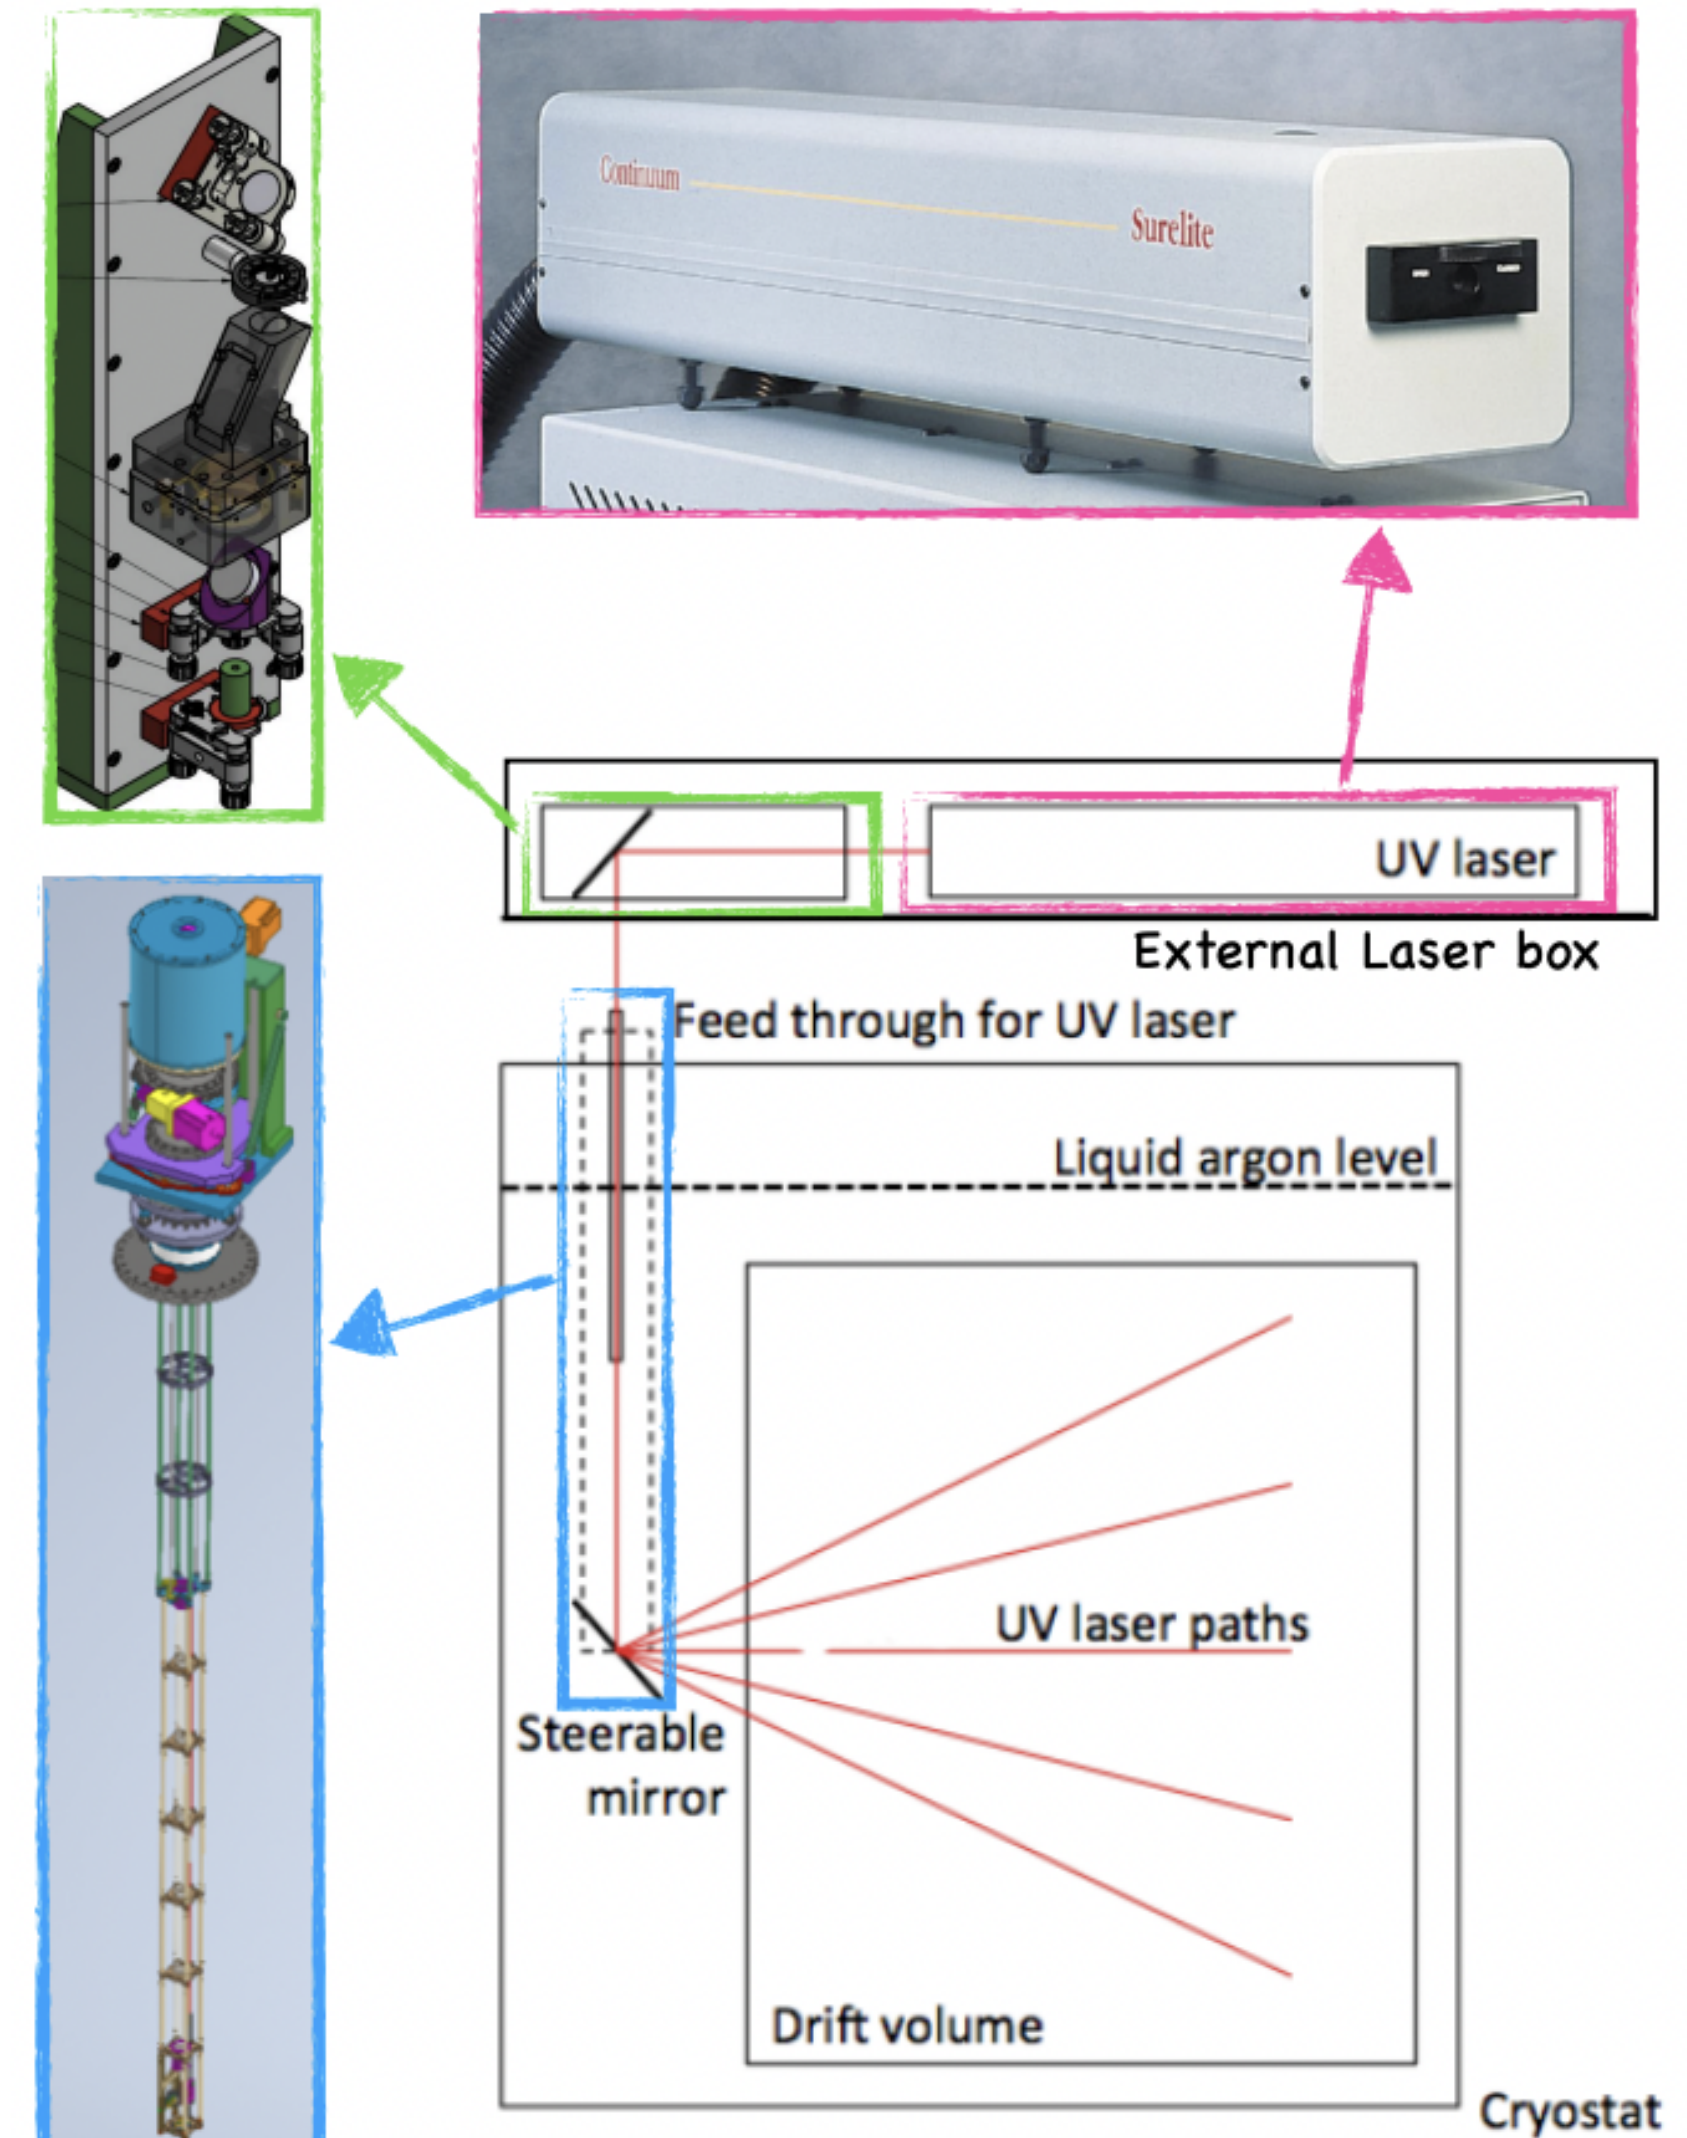 Continuum
Surelite
UV laser
External Laser box
Feed through for UV laser
Liquid argon level
UV laser paths
Steerable
mirror
Drift volume
Cryostat